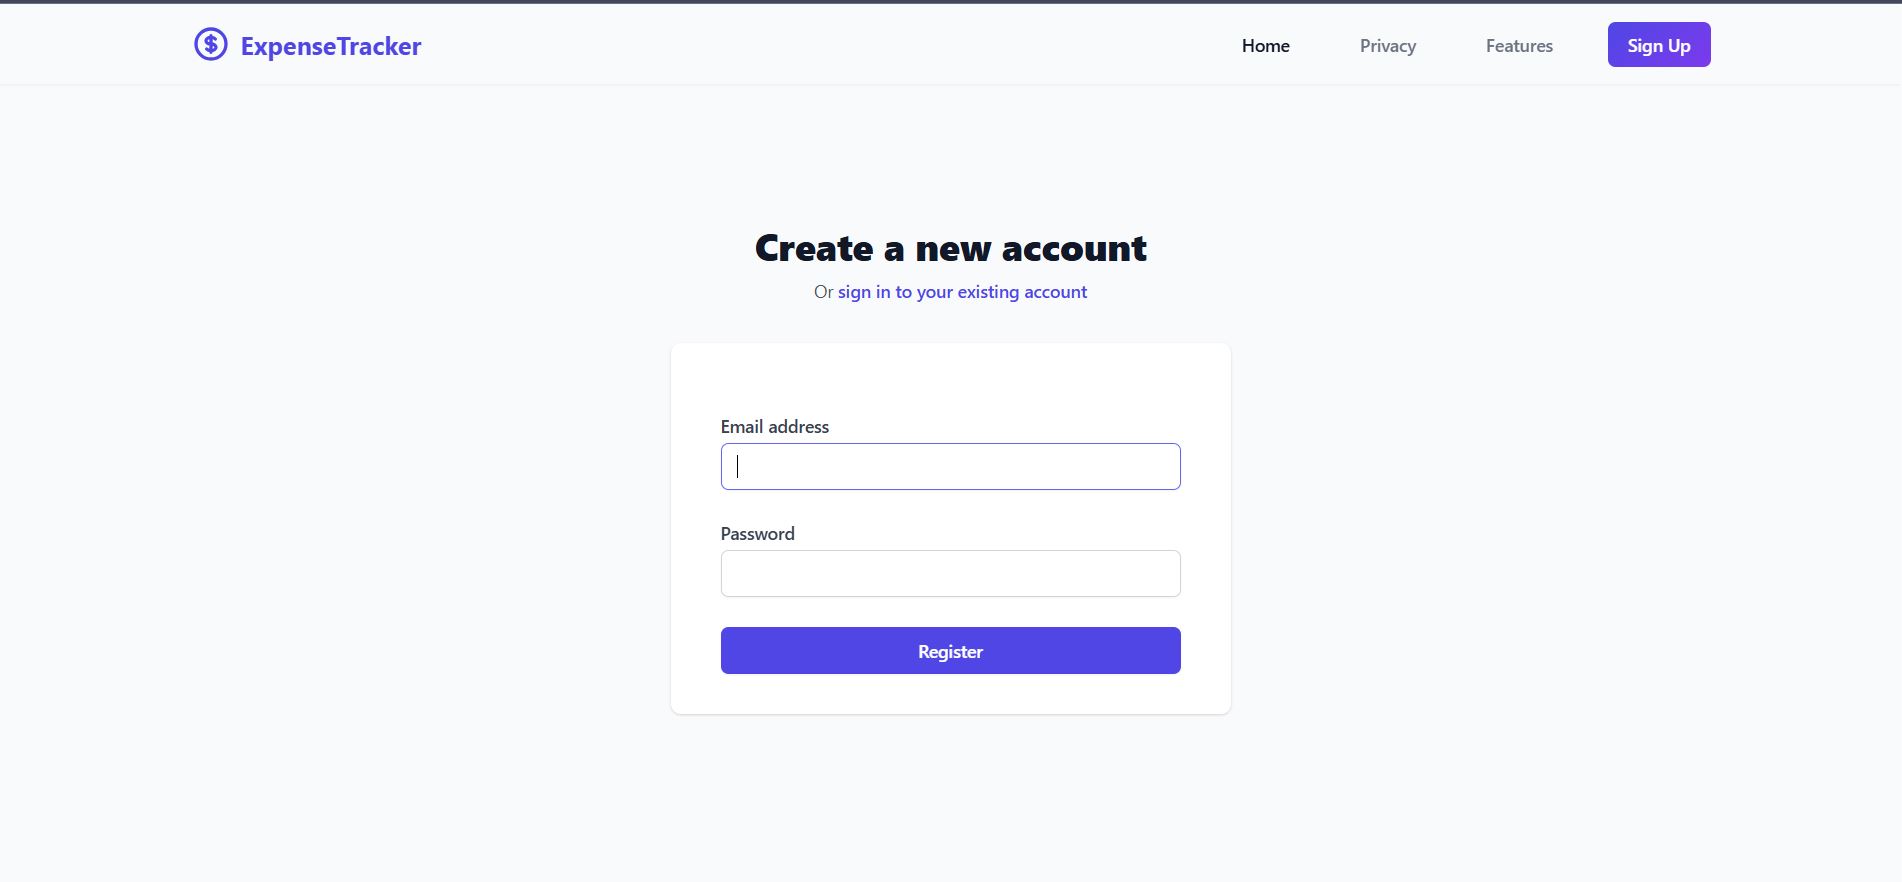 ExpenseTracker
Home
Privacy
Features
Sign Up
Create a new account
Or sign in to your existing account
Email address
Password
Register